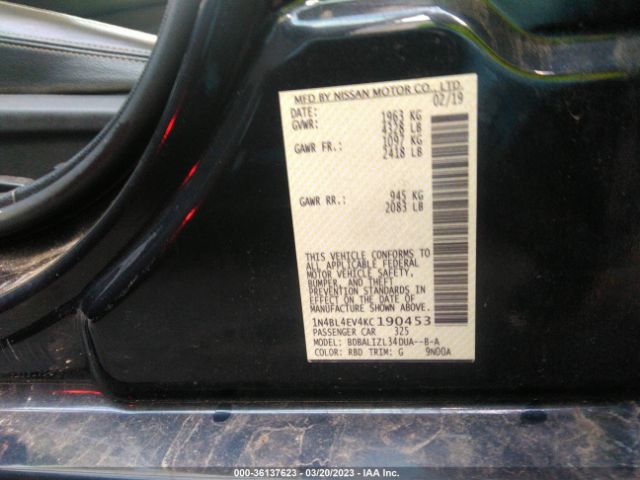 MFD BY NISSAN MOTOR CO., LTD.
DATE: 02/19
GVWR: 1963 KG
4328 LB
GAWR FR.: 1097 KG
2418 LB
GAWR RR.: 945 KG
2083 LB
THIS VEHICLE CONFORMS TO
ALL APPLICABLE FEDERAL
MOTOR VEHICLE SAFETY,
BUMPER, AND THEFT
PREVENTION STANDARDS IN
EFFECT ON THE DATE OF
MANUFACTURE SHOWN ABOVE.
1N4BL4EV4KC190453
PASSENGER CAR 325
MODEL: BDBALIZL34DUA--B-A
COLOR: RBD TRIM: G 9N00A
000-36137623 - 03/20/2023 - IAA Inc.